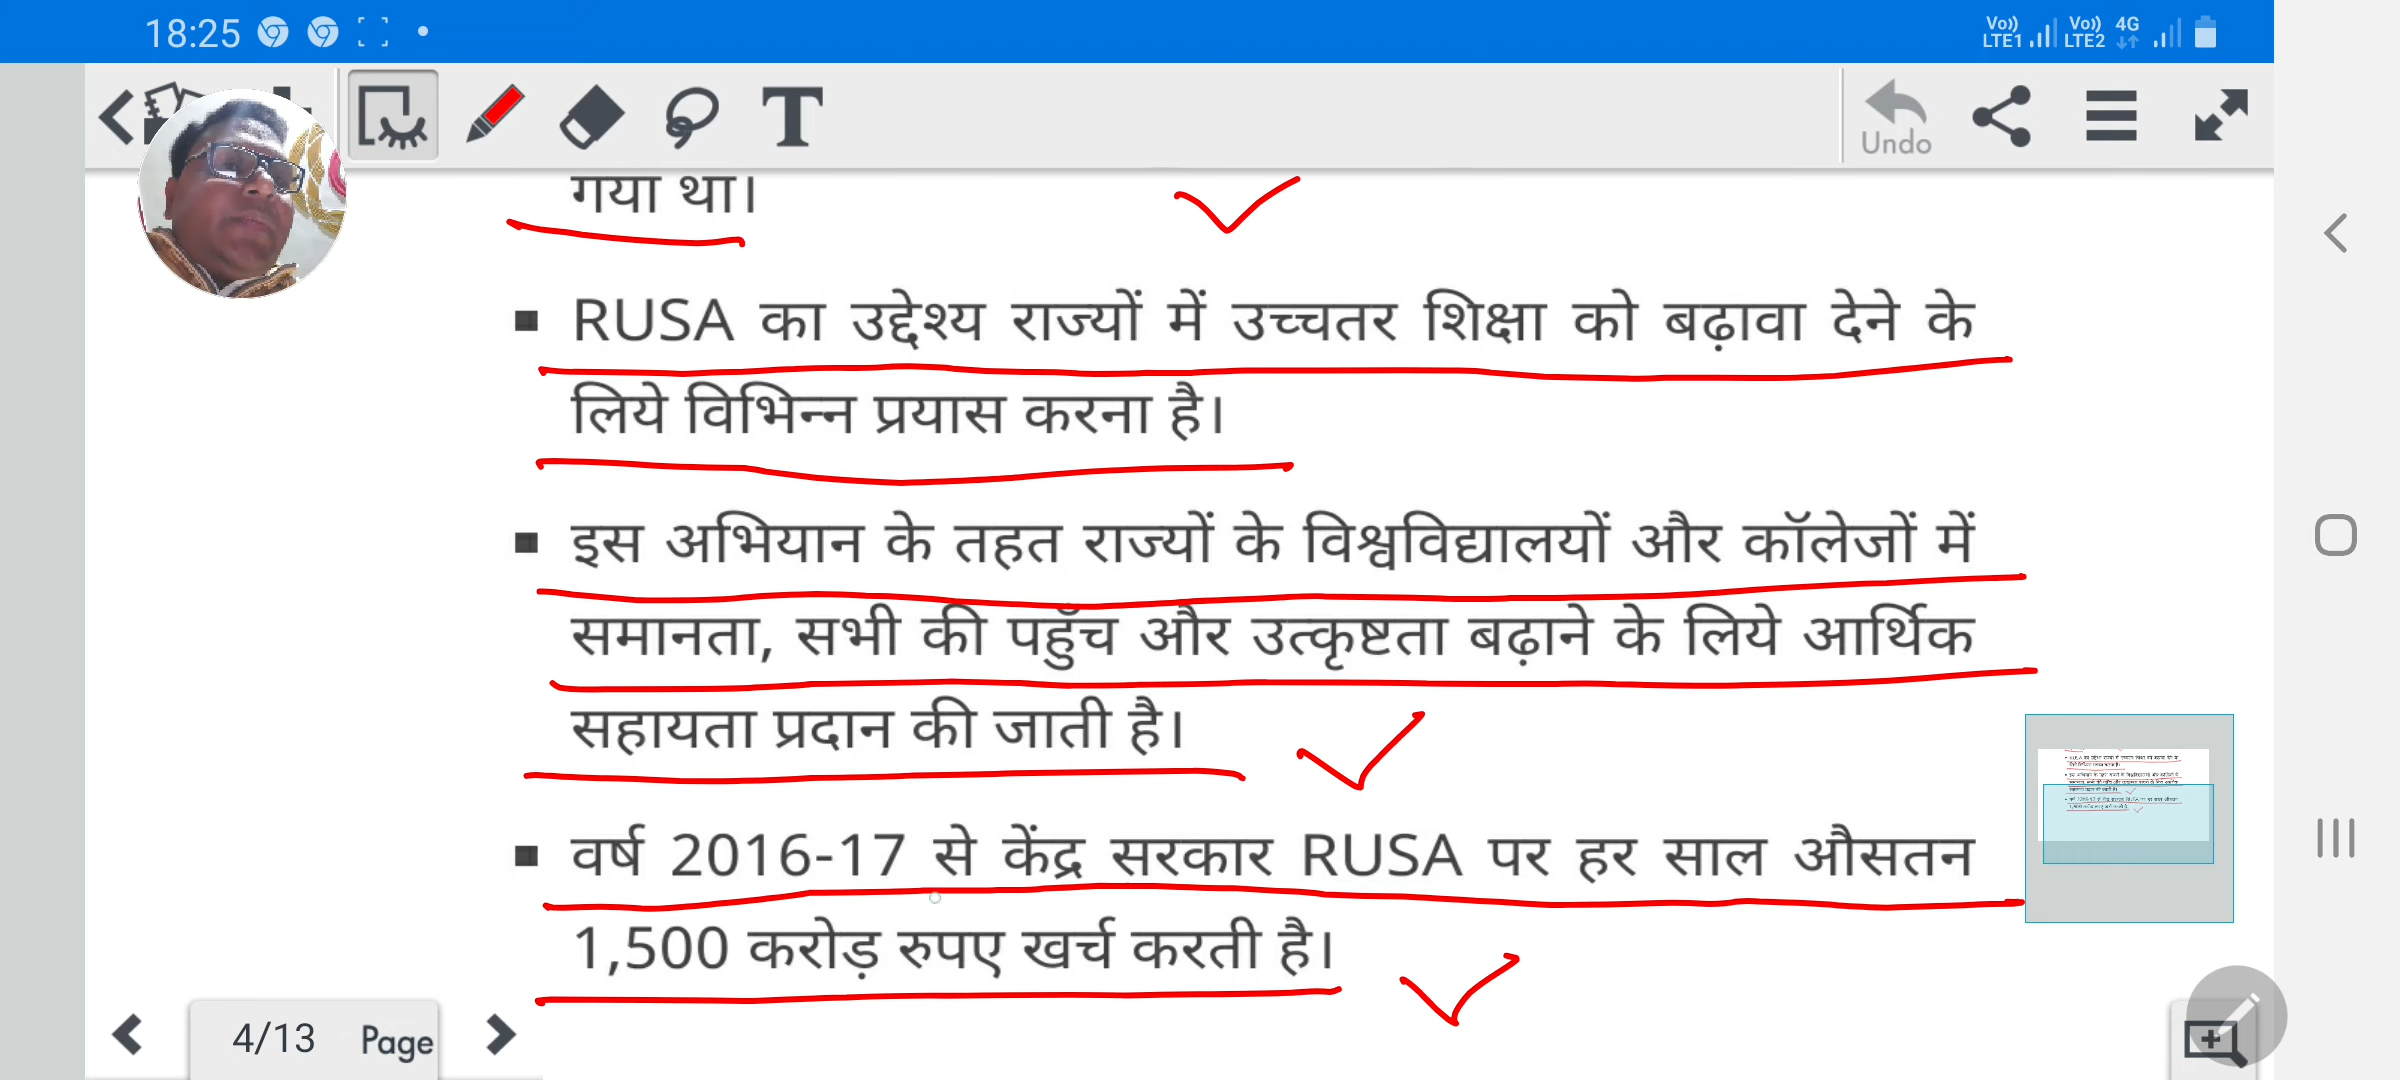 18:25
Vo)) LTE1 Vo)) LTE2 4G
T
Undo
गया था।
RUSA का उद्देश्य राज्यों में उच्चतर शिक्षा को बढ़ावा देने के
लिये विभिन्न प्रयास करना है।
इस अभियान के तहत राज्यों के विश्वविद्यालयों और कॉलेजों में
समानता, सभी की पहुँच और उत्कृष्टता बढ़ाने के लिये आर्थिक
सहायता प्रदान की जाती है।
वर्ष 2016-17 से केंद्र सरकार RUSA पर हर साल औसतन
1,500 करोड़ रुपए खर्च करती है।
4/13 Page